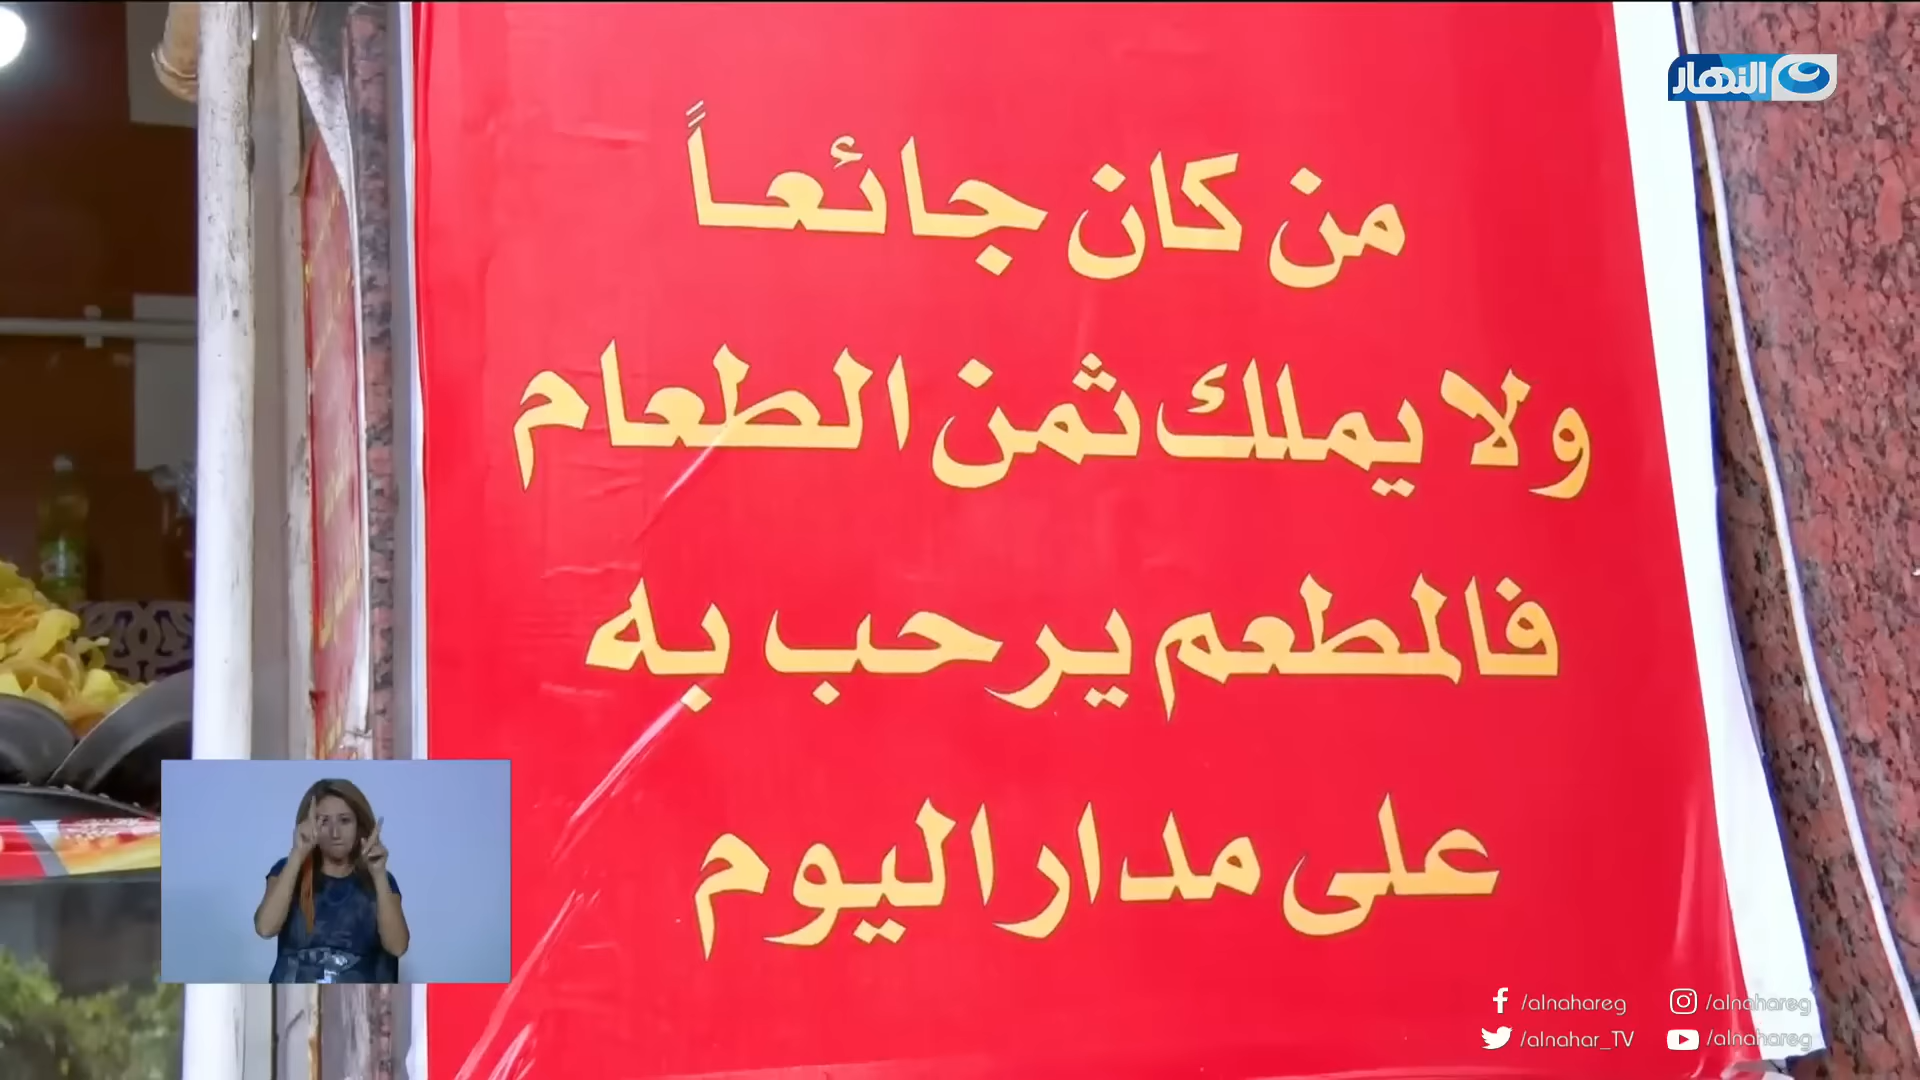 النهار
من كان جائعاً
ولا يملك ثمن الطعام
فالمطعم يرحب به
على مدار اليوم
/alnahareg
/alnahareg
/alnahar_TV
/alnahareg